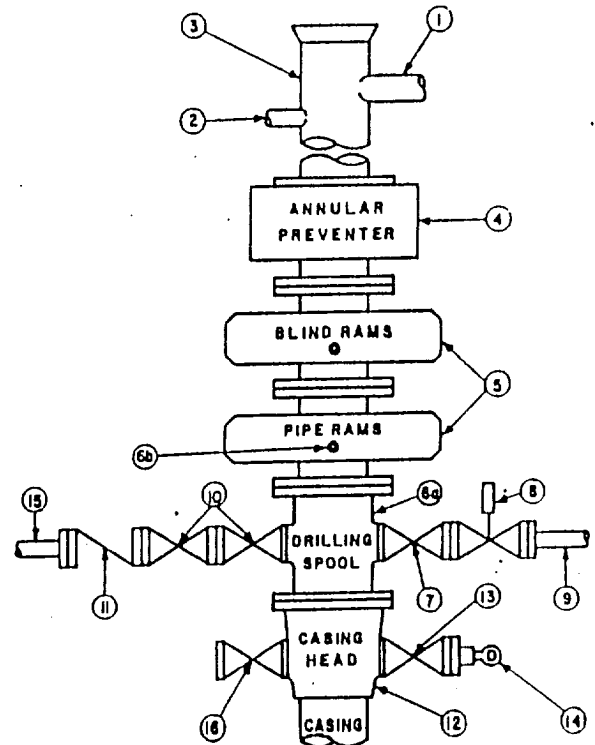 3
1
2
ANNULAR
PREVENTER
4
BLIND RAMS
5
PIPE RAMS
6b
6a
8
15
10
DRILLING
SPOOL
11
7
9
13
CASING
HEAD
16
12
14
CASING